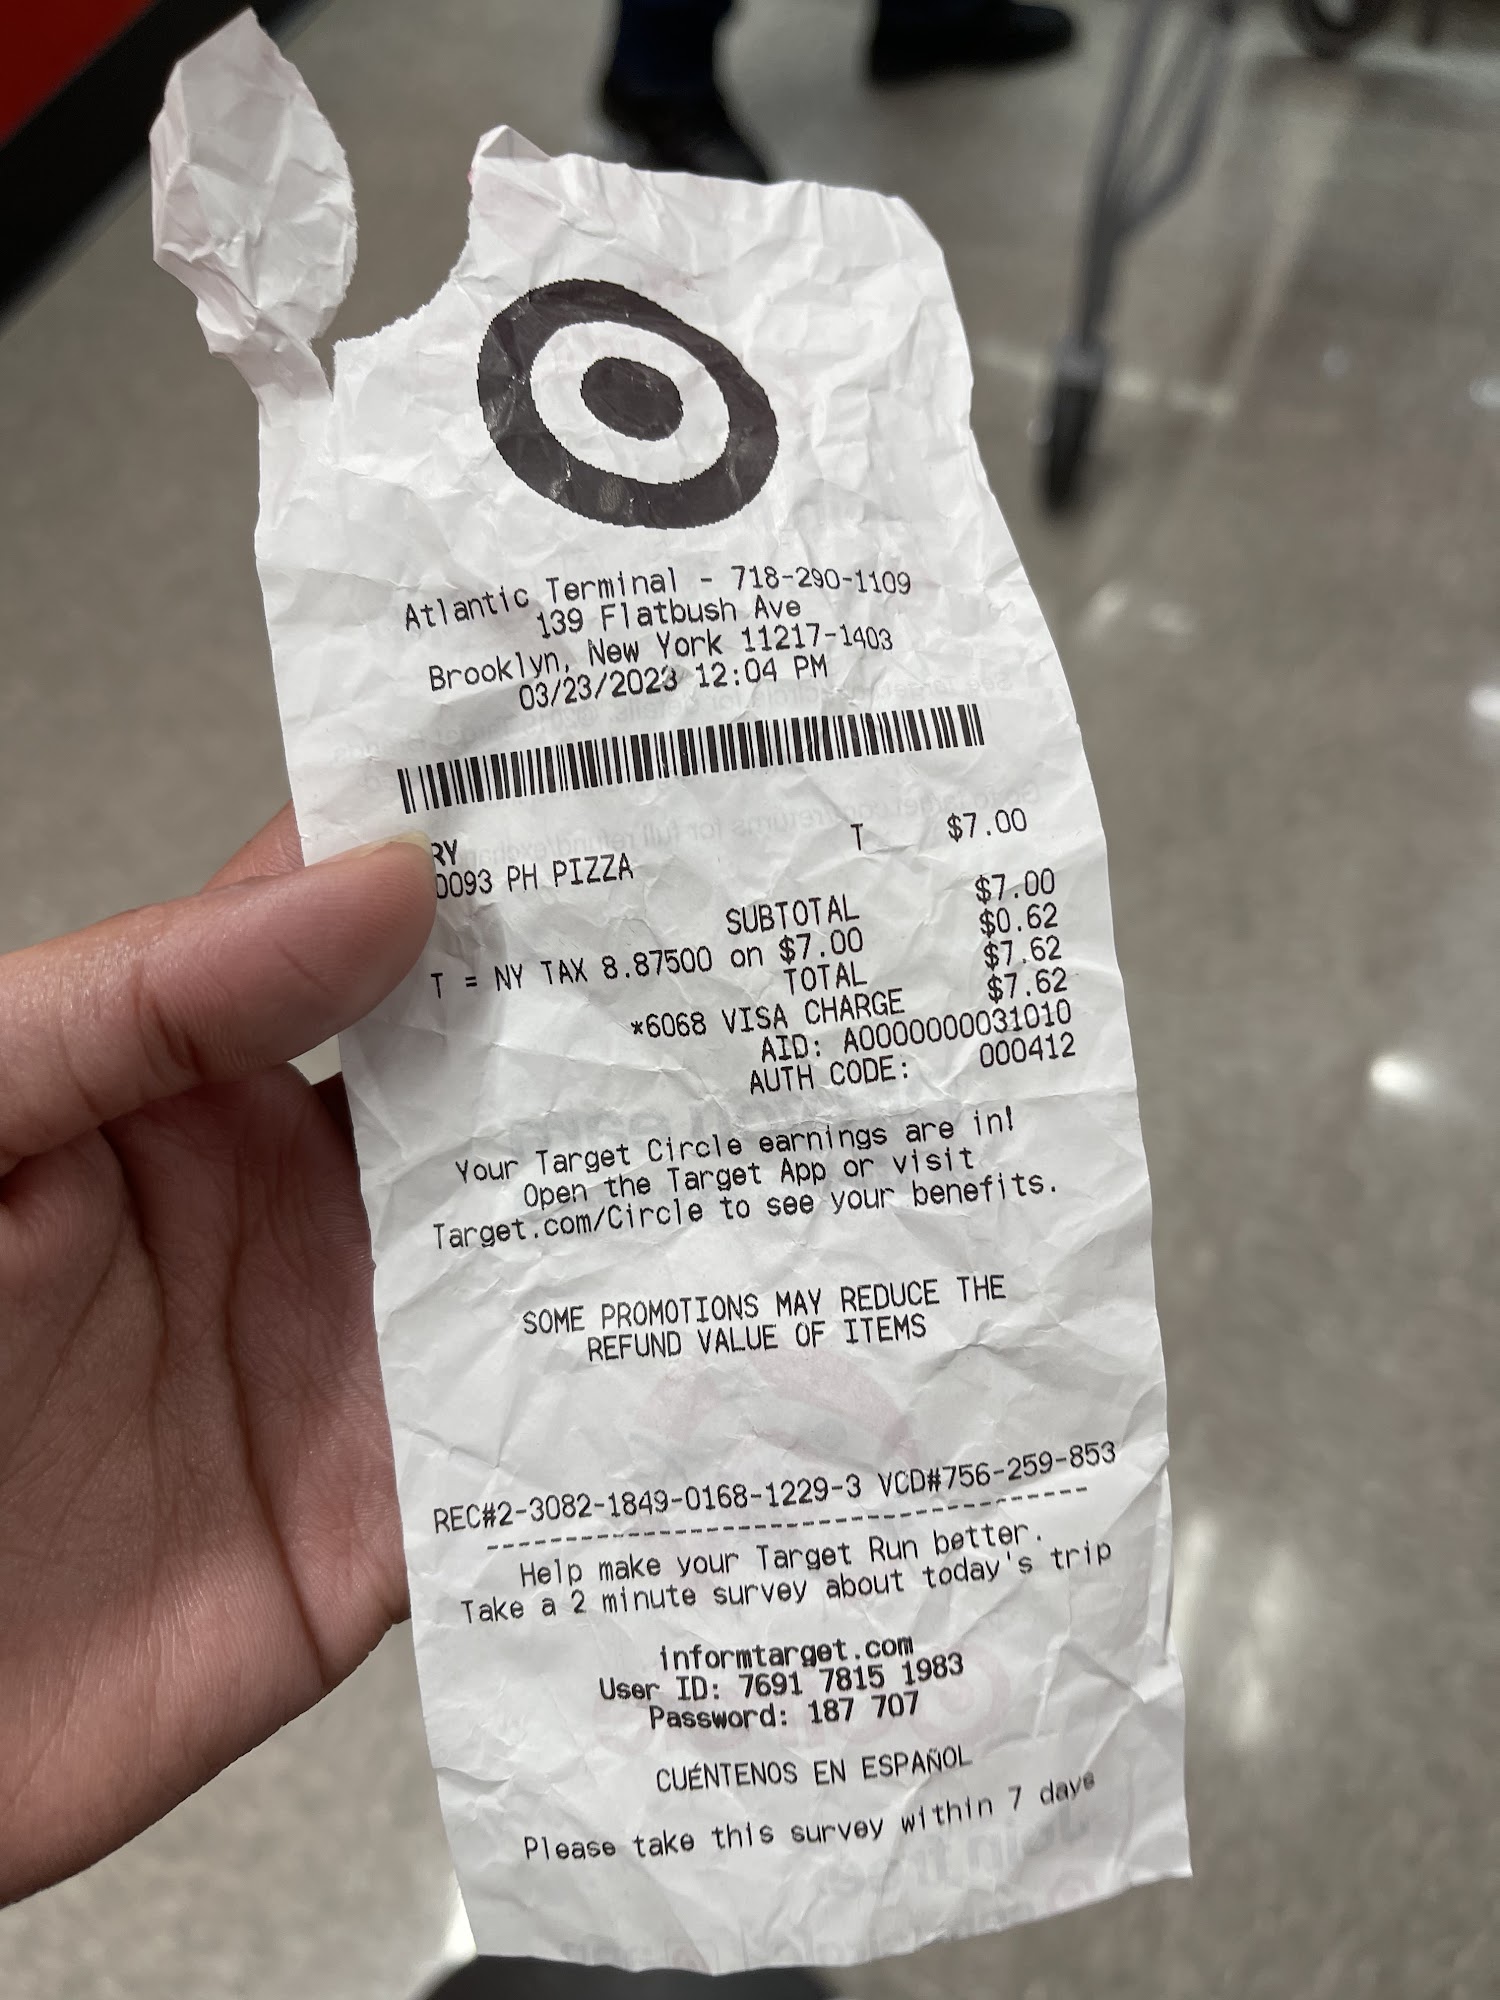 Atlantic Terminal - 718-290-1109
139 Flatbush Ave
Brooklyn, New York 11217-1403
03/23/2023 12:04 PM
RY
0093 PH PIZZA T $7.00
SUBTOTAL $7.00
T = NY TAX 8.87500 on $7.00 $0.62
TOTAL $7.62
*6068 VISA CHARGE $7.62
AID: A0000000031010
AUTH CODE: 000412
Your Target Circle earnings are in!
Open the Target App or visit
Target.com/Circle to see your benefits.
SOME PROMOTIONS MAY REDUCE THE
REFUND VALUE OF ITEMS
REC#2-3082-1849-0168-1229-3 VCD#756-259-853
Help make your Target Run better.
Take a 2 minute survey about today's trip
informtarget.com
User ID: 7691 7815 1983
Password: 187 707
CUÉNTENOS EN ESPAÑOL
Please take this survey within 7 days